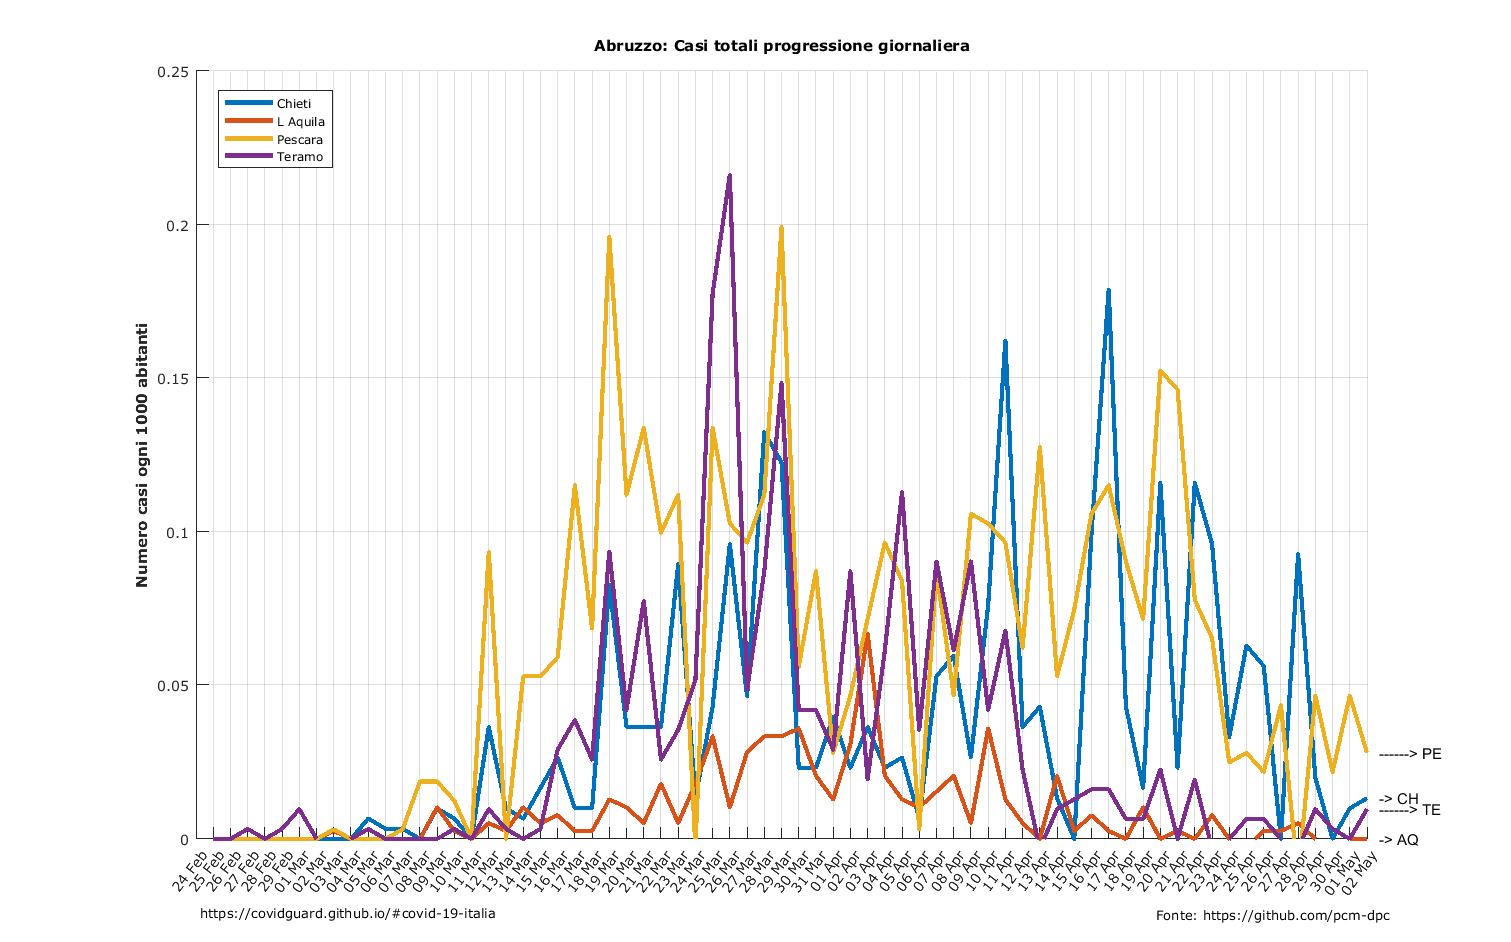 Abruzzo: Casi totali progressione giornaliera
0.25
0.2
0.15
0.1
0.05
0
Numero casi ogni 1000 abitanti
Chieti
L Aquila
Pescara
Teramo
------> PE
-> CH
------> TE
-> AQ
24 Feb
25 Feb
26 Feb
27 Feb
28 Feb
29 Feb
01 Mar
02 Mar
03 Mar
04 Mar
05 Mar
06 Mar
07 Mar
08 Mar
09 Mar
10 Mar
11 Mar
12 Mar
13 Mar
14 Mar
15 Mar
16 Mar
17 Mar
18 Mar
19 Mar
20 Mar
21 Mar
22 Mar
23 Mar
24 Mar
25 Mar
26 Mar
27 Mar
28 Mar
29 Mar
30 Mar
31 Mar
01 Apr
02 Apr
03 Apr
04 Apr
05 Apr
06 Apr
07 Apr
08 Apr
09 Apr
10 Apr
11 Apr
12 Apr
13 Apr
14 Apr
15 Apr
16 Apr
17 Apr
18 Apr
19 Apr
20 Apr
21 Apr
22 Apr
23 Apr
24 Apr
25 Apr
26 Apr
27 Apr
28 Apr
29 Apr
30 Apr
01 May
02 May
https://covidguard.github.io/#covid-19-italia
Fonte: https://github.com/pcm-dpc